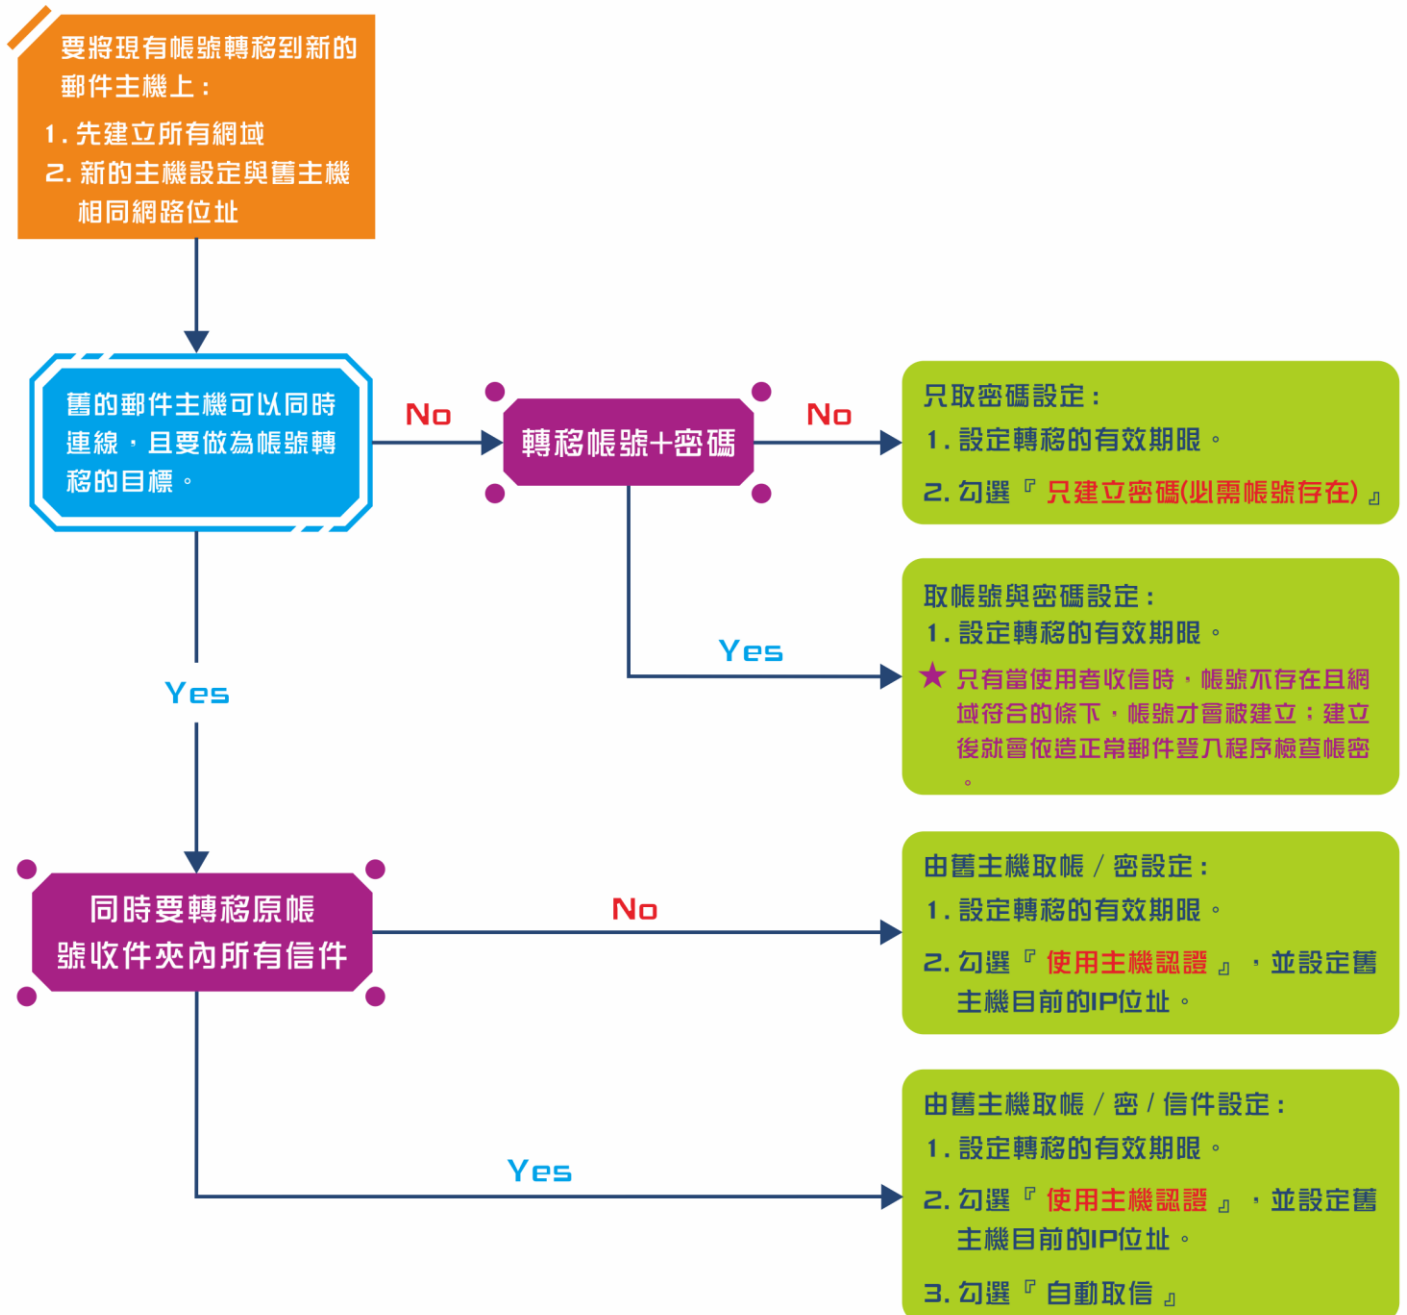 要將現有帳號轉移到新的
郵件主機上：
1. 先建立所有網域
2. 新的主機設定與舊主機
相同網路位址
舊的郵件主機可以同時
連線，且要做為帳號轉
移的目標。
No
轉移帳號+密碼
No
只取密碼設定：
1. 設定轉移的有效期限。
2. 勾選『 只建立密碼(必需帳號存在) 』
Yes
取帳號與密碼設定：
1. 設定轉移的有效期限。
★ 只有當使用者收信時，帳號不存在且網
域符合的條下，帳號才會被建立；建立
後就會依造正常郵件登入程序檢查帳密
。
Yes
同時要轉移原帳
號收件夾內所有信件
No
由舊主機取帳 / 密設定：
1. 設定轉移的有效期限。
2. 勾選『 使用主機認證 』，並設定舊
主機目前的IP位址。
Yes
由舊主機取帳 / 密 / 信件設定：
1. 設定轉移的有效期限。
2. 勾選『 使用主機認證 』，並設定舊
主機目前的IP位址。
3. 勾選『 自動取信 』